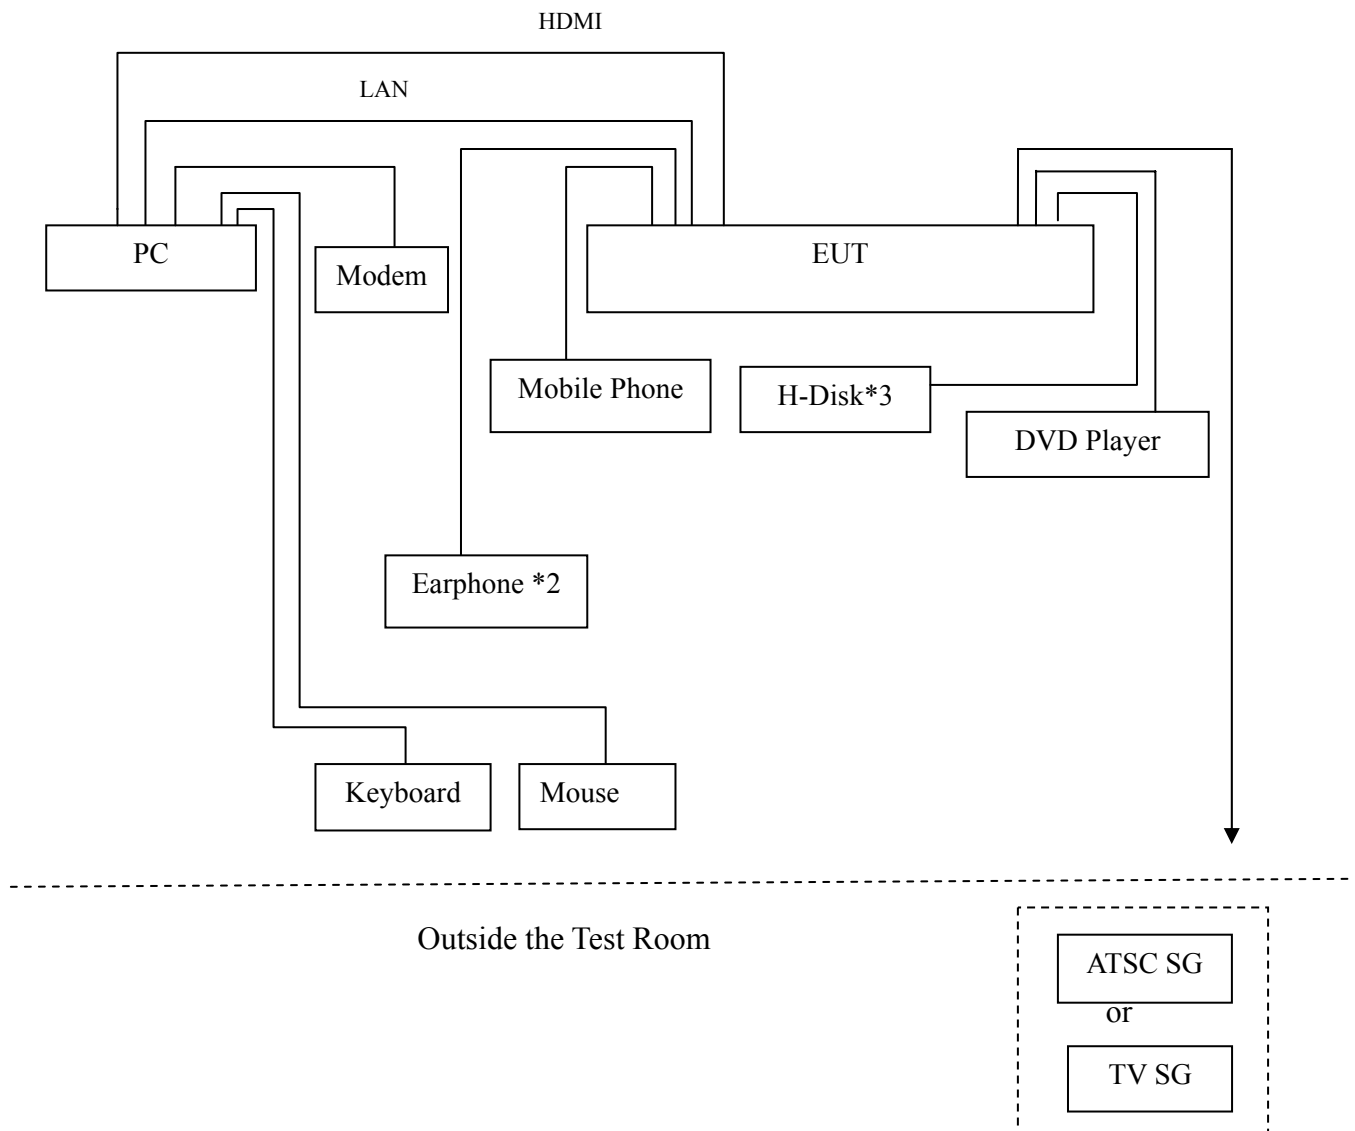 HDMI
LAN
PC
EUT
Modem
Mobile Phone
H-Disk*3
DVD Player
Earphone *2
Keyboard
Mouse
Outside the Test Room
ATSC SG
or
TV SG